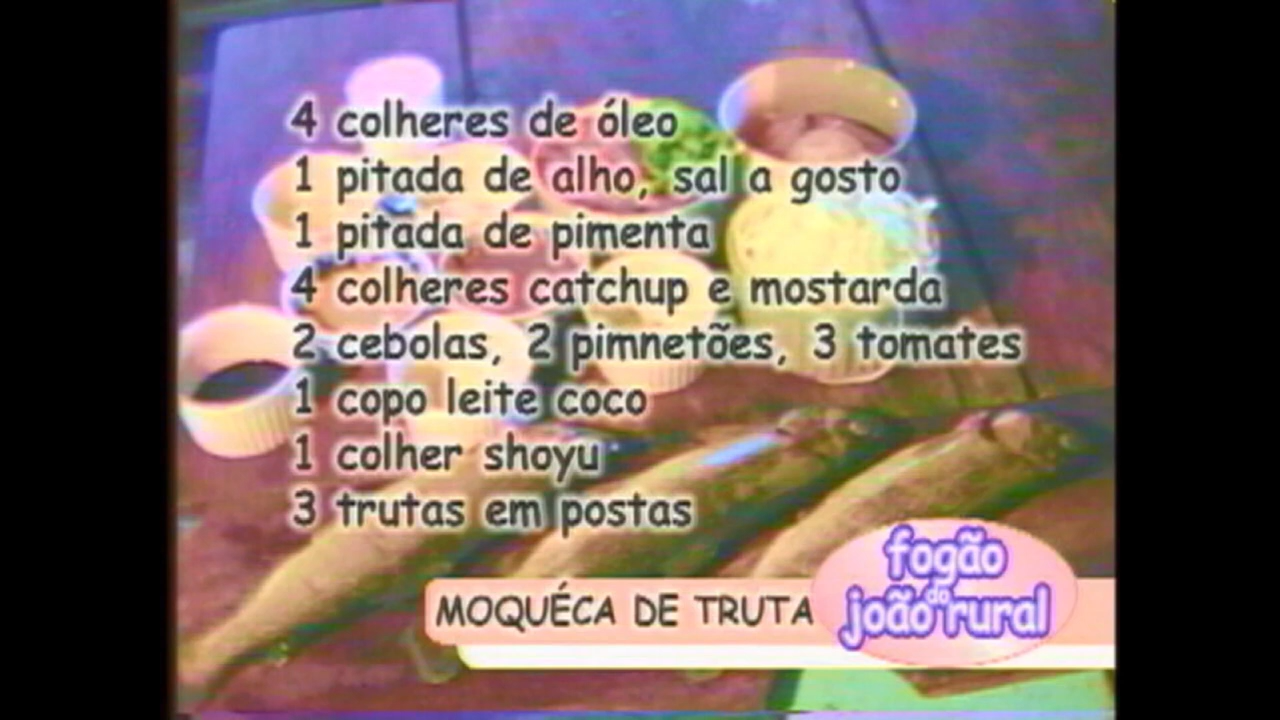 4 colheres de óleo
1 pitada de alho, sal a gosto
1 pitada de pimenta
4 colheres catchup e mostarda
2 cebolas, 2 pimnetões, 3 tomates
1 copo leite coco
1 colher shoyu
3 trutas em postas
MOQUÉCA DE TRUTA
fogão
do
joão rural